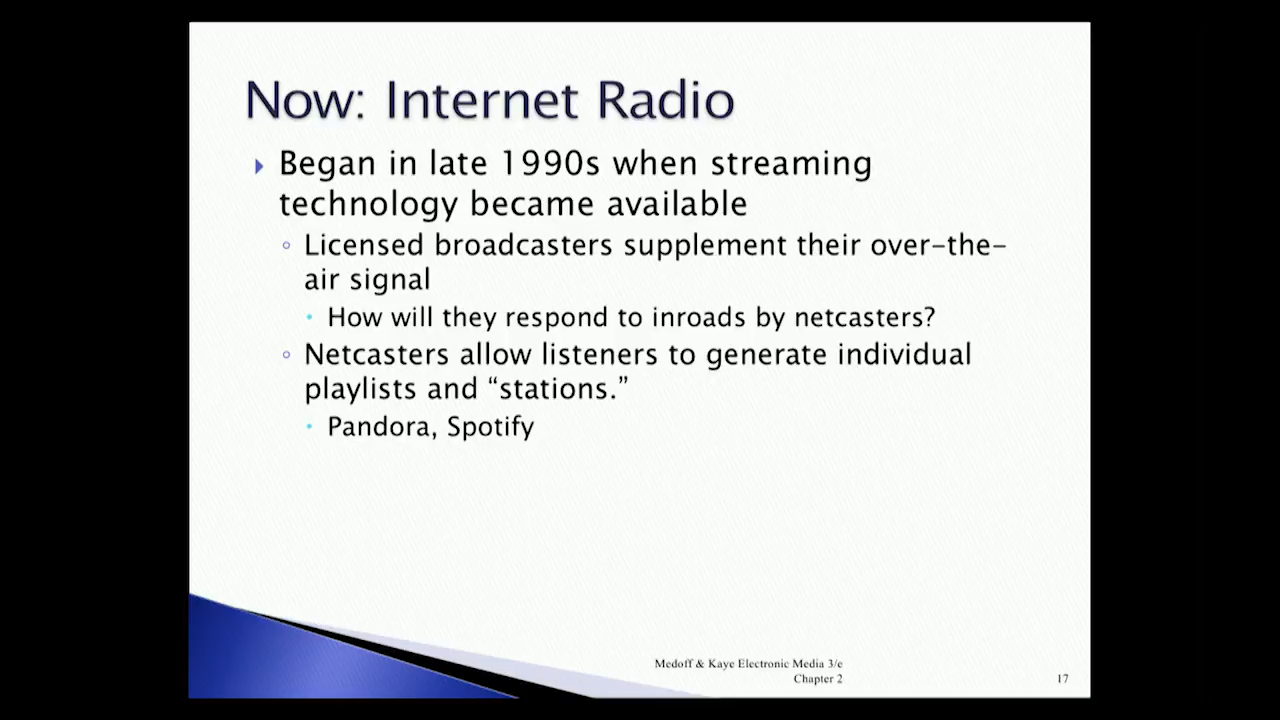 Now: Internet Radio
Began in late 1990s when streaming
technology became available
Licensed broadcasters supplement their over-the-
air signal
How will they respond to inroads by netcasters?
Netcasters allow listeners to generate individual
playlists and “stations.”
Pandora, Spotify
Medoff & Kaye Electronic Media 3/e
Chapter 2
17